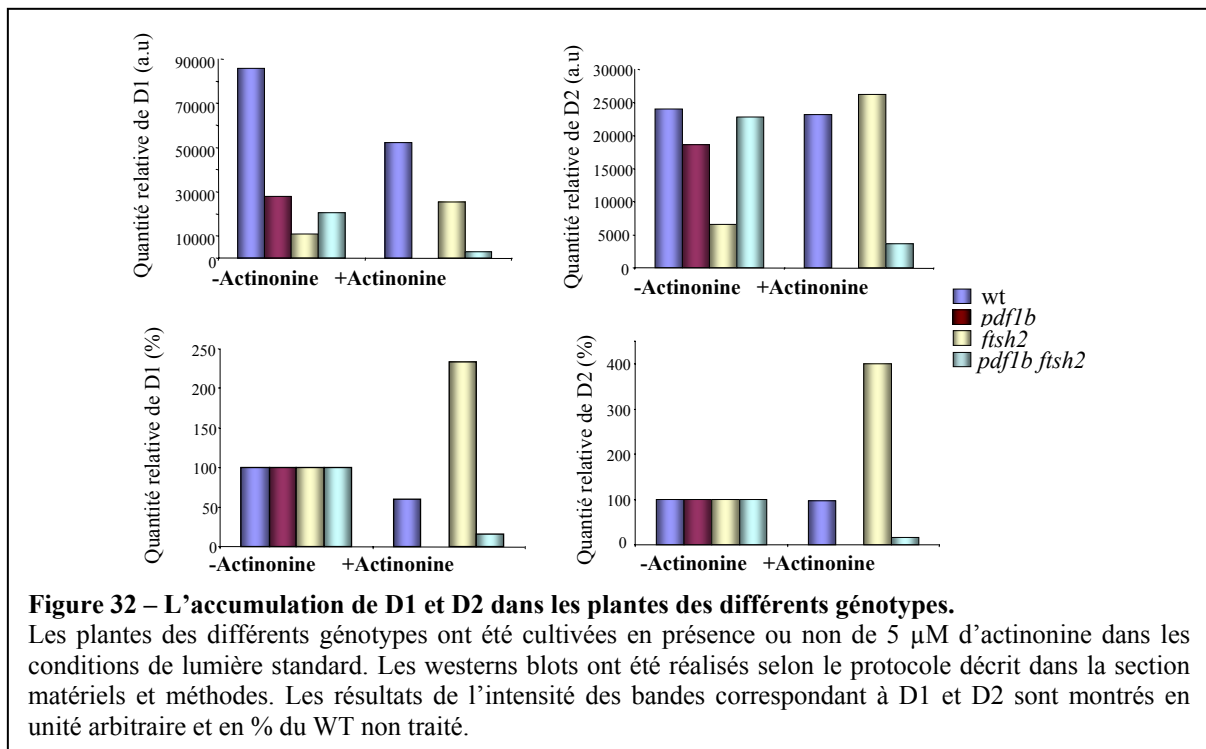 Quantité relative de D1 (a.u)
90000
70000
50000
30000
10000
0
-Actinonine +Actinonine
Quantité relative de D2 (a.u)
30000
25000
20000
15000
10000
5000
0
-Actinonine +Actinonine
wt
pdf1b
ftsh2
pdf1b ftsh2
Quantité relative de D1 (%)
250
200
150
100
50
0
-Actinonine +Actinonine
Quantié relative de D2 (%)
400
300
400
200
100
0
-Actinonine +Actinonine
Figure 32 – L’accumulation de D1 et D2 dans les plantes des différents génotypes.
Les plantes des différents génotypes ont été cultivées en présence ou non de 5 µM d’actinonine dans les
conditions de lumière standard. Les westerns blots ont été réalisés selon le protocole décrit dans la section
matériels et méthodes. Les résultats de l’intensité des bandes correspondant à D1 et D2 sont montrés en
unité arbitraire et en % du WT non traité.